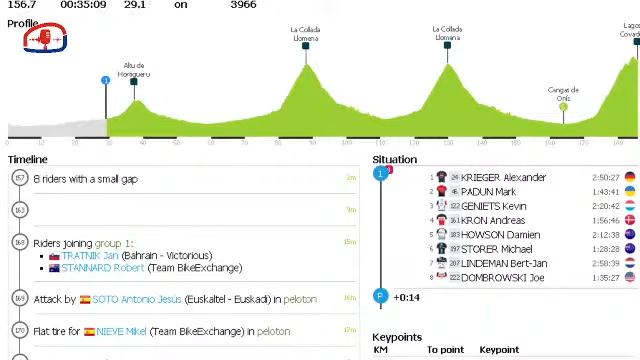 156.7 00:35:09 29.1 on 3966
Profile
La Collada Llomena
La Collada Llomena
Lagos
Covad
Altu de Hortigueru
Cangas de Onís
1
0 10 20 30 40 50 60 70 80 90 100 110 120 130 140 150 160 170 180
Timeline
157 8 riders with a small gap 2m
163 9m
168 Riders joining group 1: 15m
TRATNIK Jan (Bahrain - Victorious)
STANNARD Robert (Team BikeExchange)
169 Attack by SOTO Antonio Jesús (Euskaltel - Euskadi) in peloton 16m
170 Flat tire for NIEVE Mikel (Team BikeExchange) in peloton 17m
Situation
1
1 24 KRIEGER Alexander 2:50:27
2 46 PADUN Mark 1:43:41
3 122 GENIETS Kevin 2:20:42
4 161 KRON Andreas 1:56:46
5 183 HOWSON Damien 2:12:38
6 197 STORER Michael 1:28:28
7 207 LINDEMAN Bert-Jan 2:58:39
8 222 DOMBROWSKI Joe 1:35:27
P +0:14
Keypoints
KM To point Keypoint